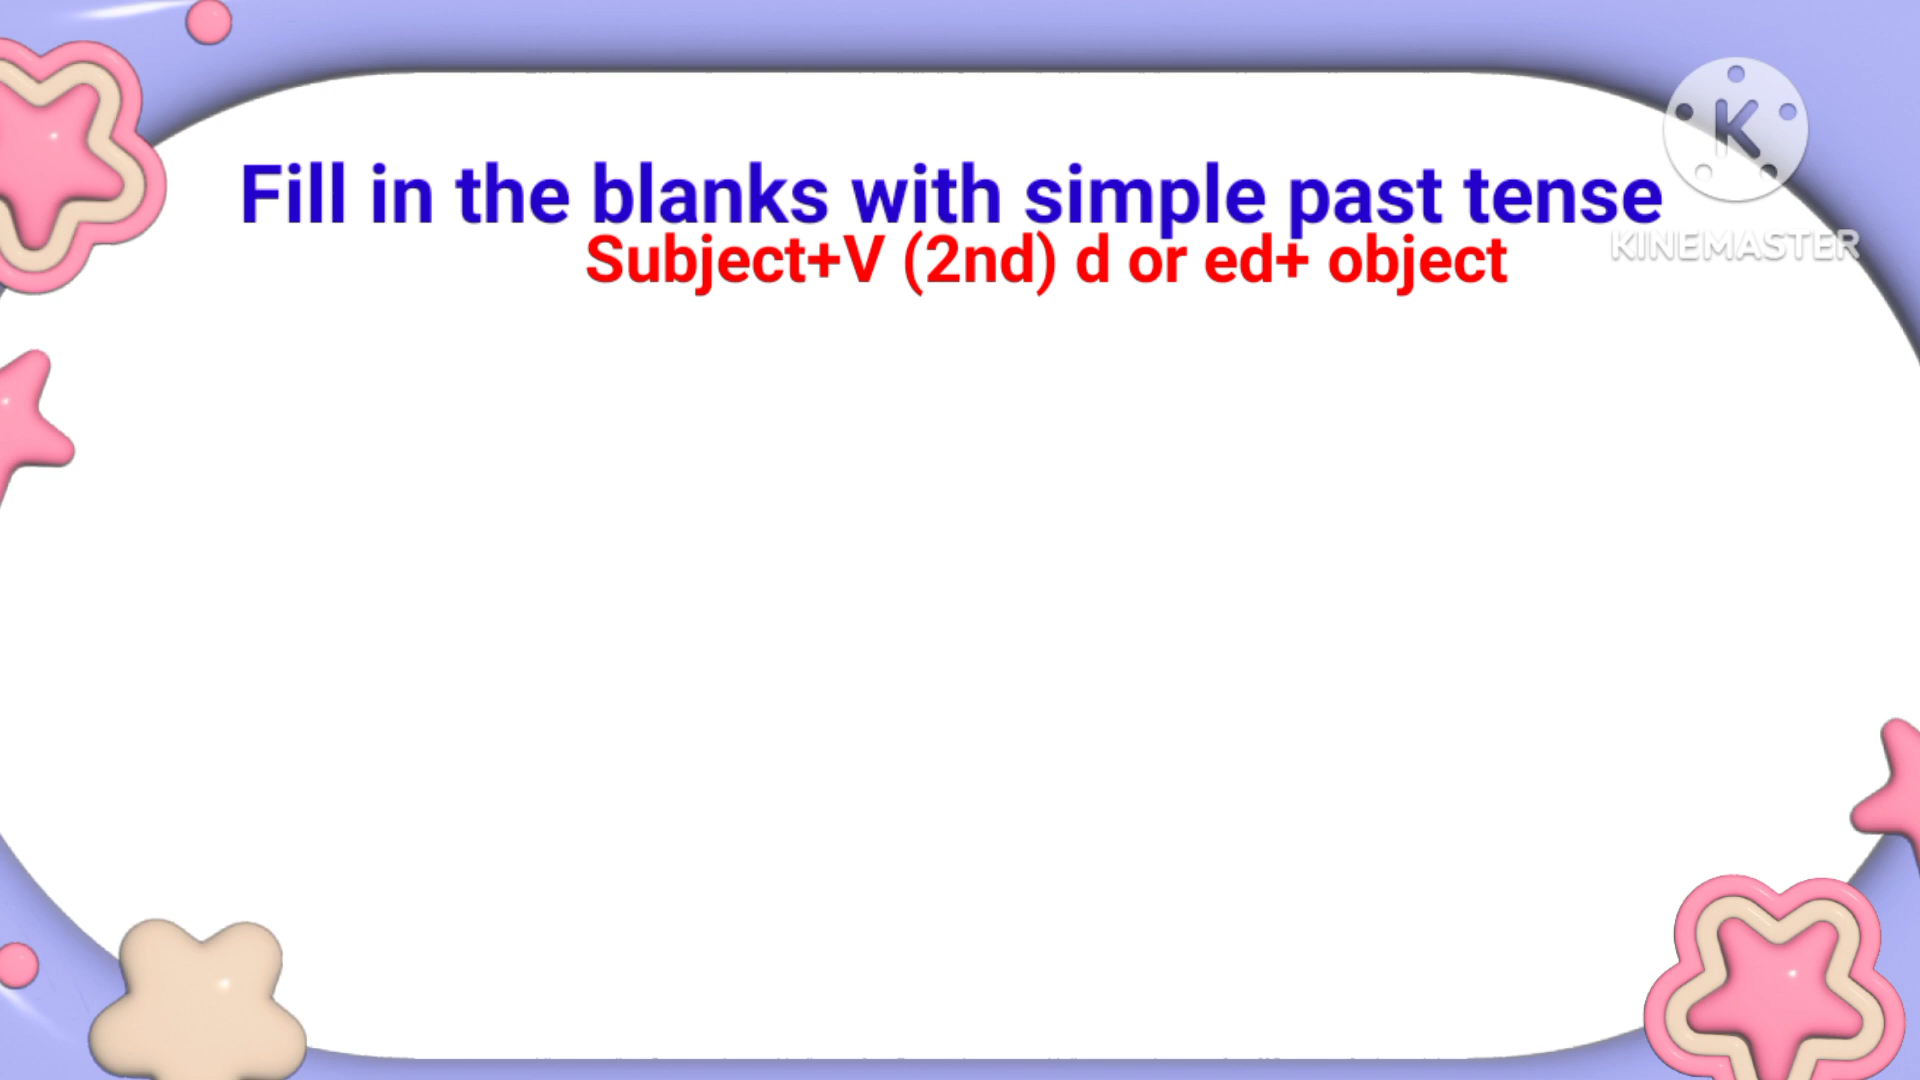 Fill in the blanks with simple past tense
Subject+V (2nd) d or ed+ object
K
KINEMASTER